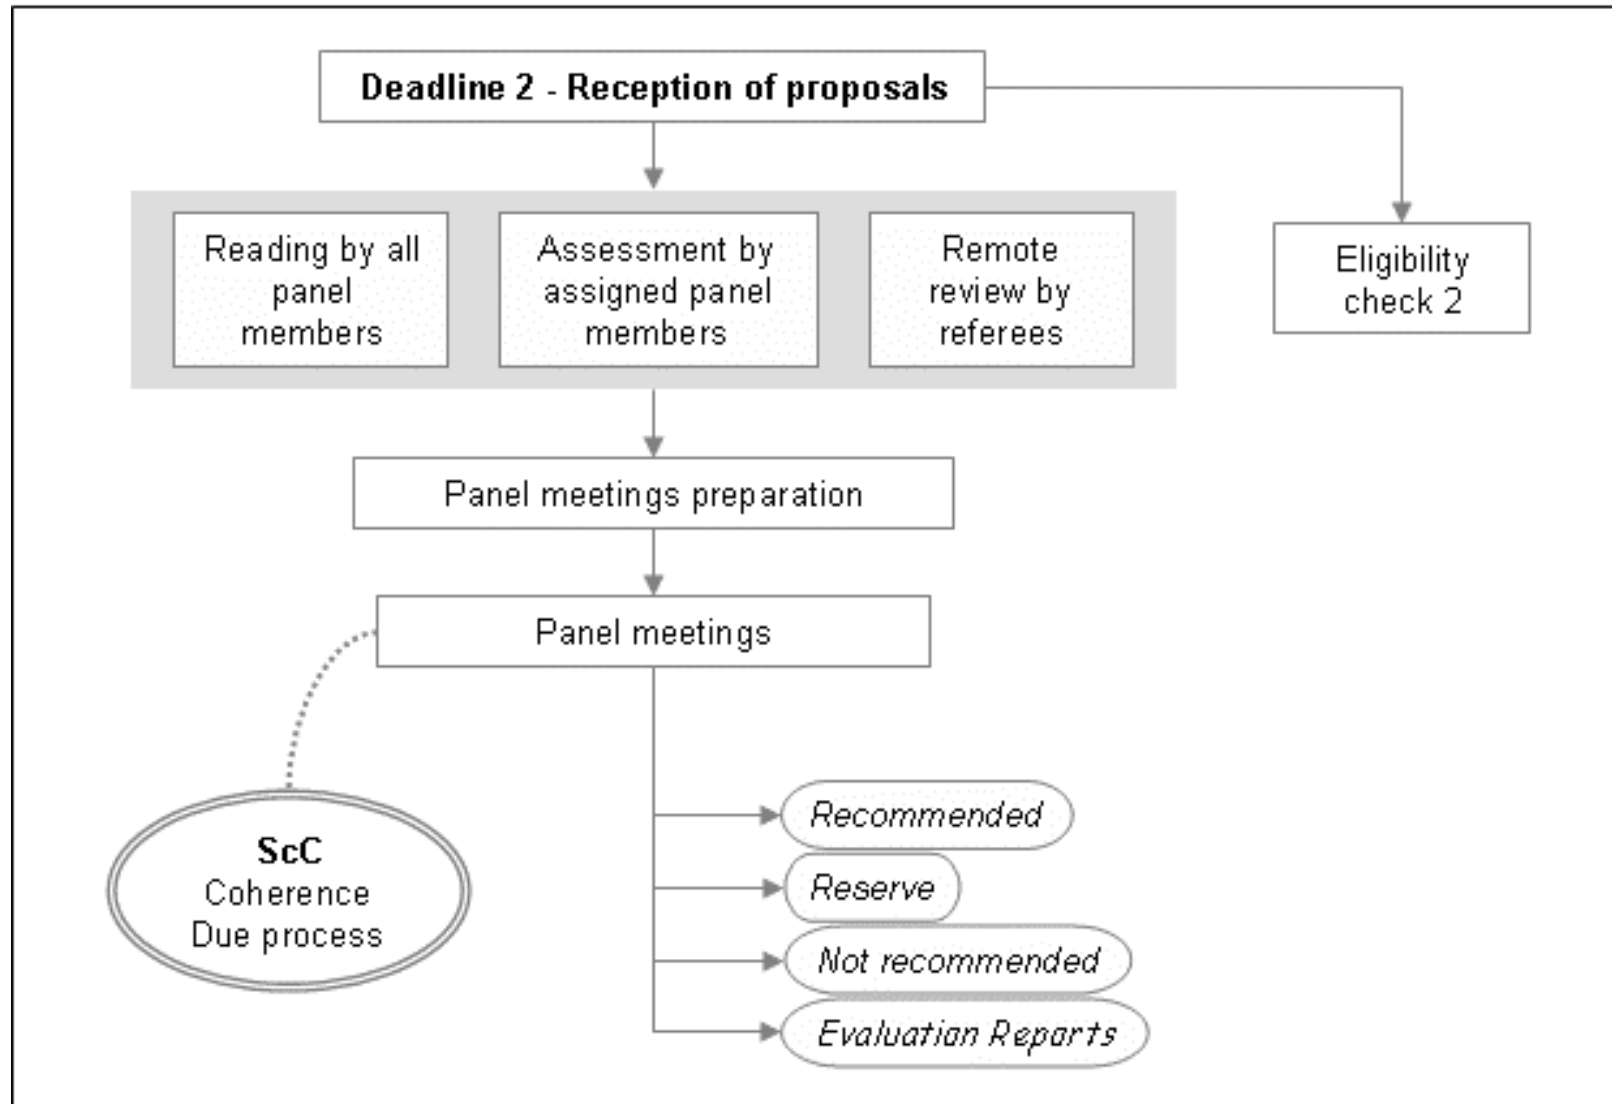 Deadline 2 - Reception of proposals
Reading by all
panel
members
Assessment by
assigned panel
members
Remote
review by
referees
Eligibility
check 2
Panel meetings preparation
Panel meetings
Recommended
ScC
Coherence
Due process
Reserve
Not recommended
Evaluation Reports